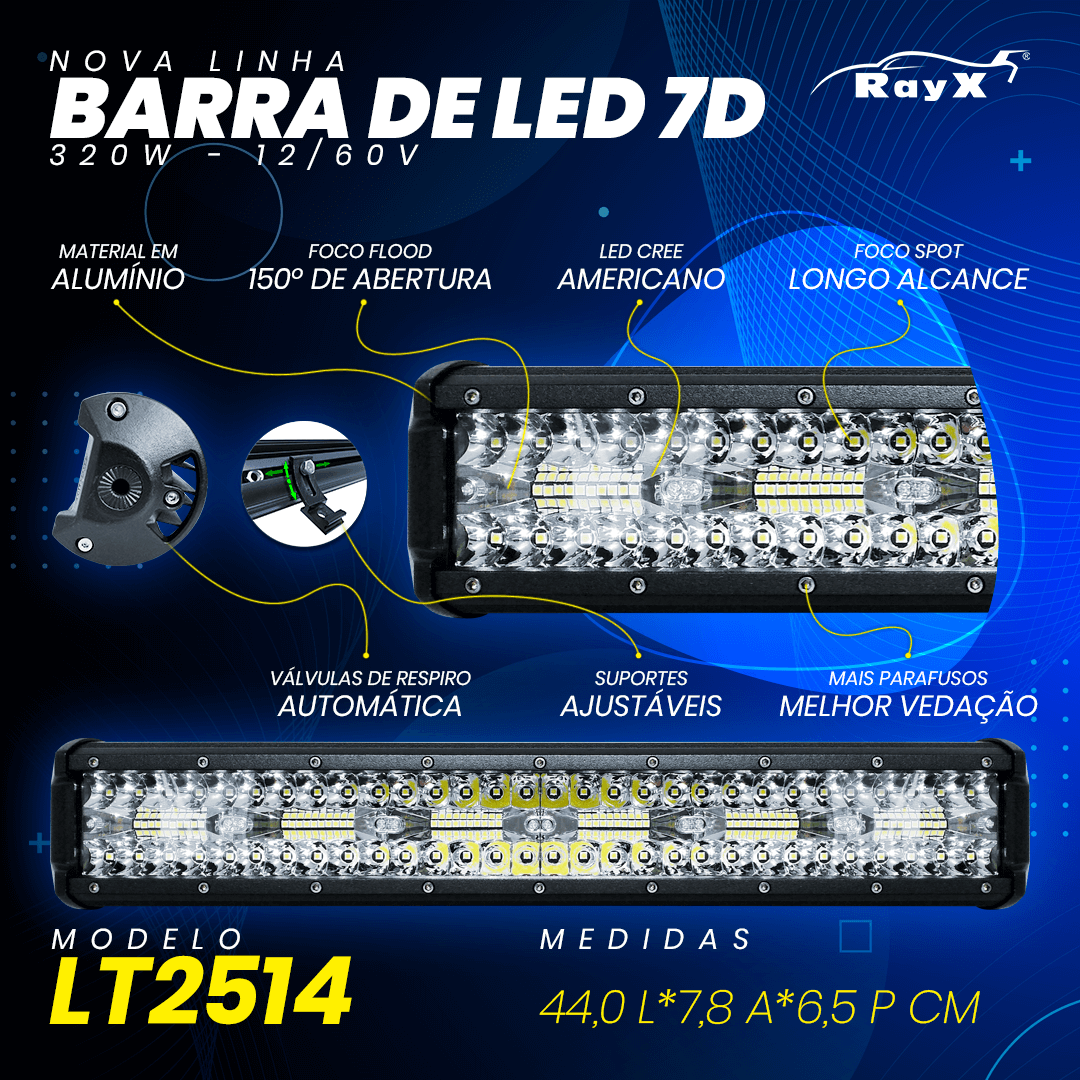 NOVA LINHA
BARRA DE LED 7D
320W - 12/60V
RayX®
MATERIAL EM
ALUMÍNIO
FOCO FLOOD
150º DE ABERTURA
LED CREE
AMERICANO
FOCO SPOT
LONGO ALCANCE
VÁLVULAS DE RESPIRO
AUTOMÁTICA
SUPORTES
AJUSTÁVEIS
MAIS PARAFUSOS
MELHOR VEDAÇÃO
MODELO
LT2514
MEDIDAS
44,0 L*7,8 A*6,5 P CM